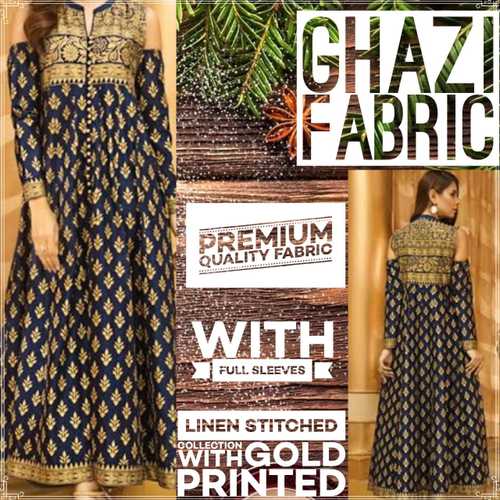 GHAZI
FABRIC
PREMIUM
QUALITY FABRIC
WITH
FULL SLEEVES
LINEN STITCHED
COLLECTION
WITH GOLD
PRINTED